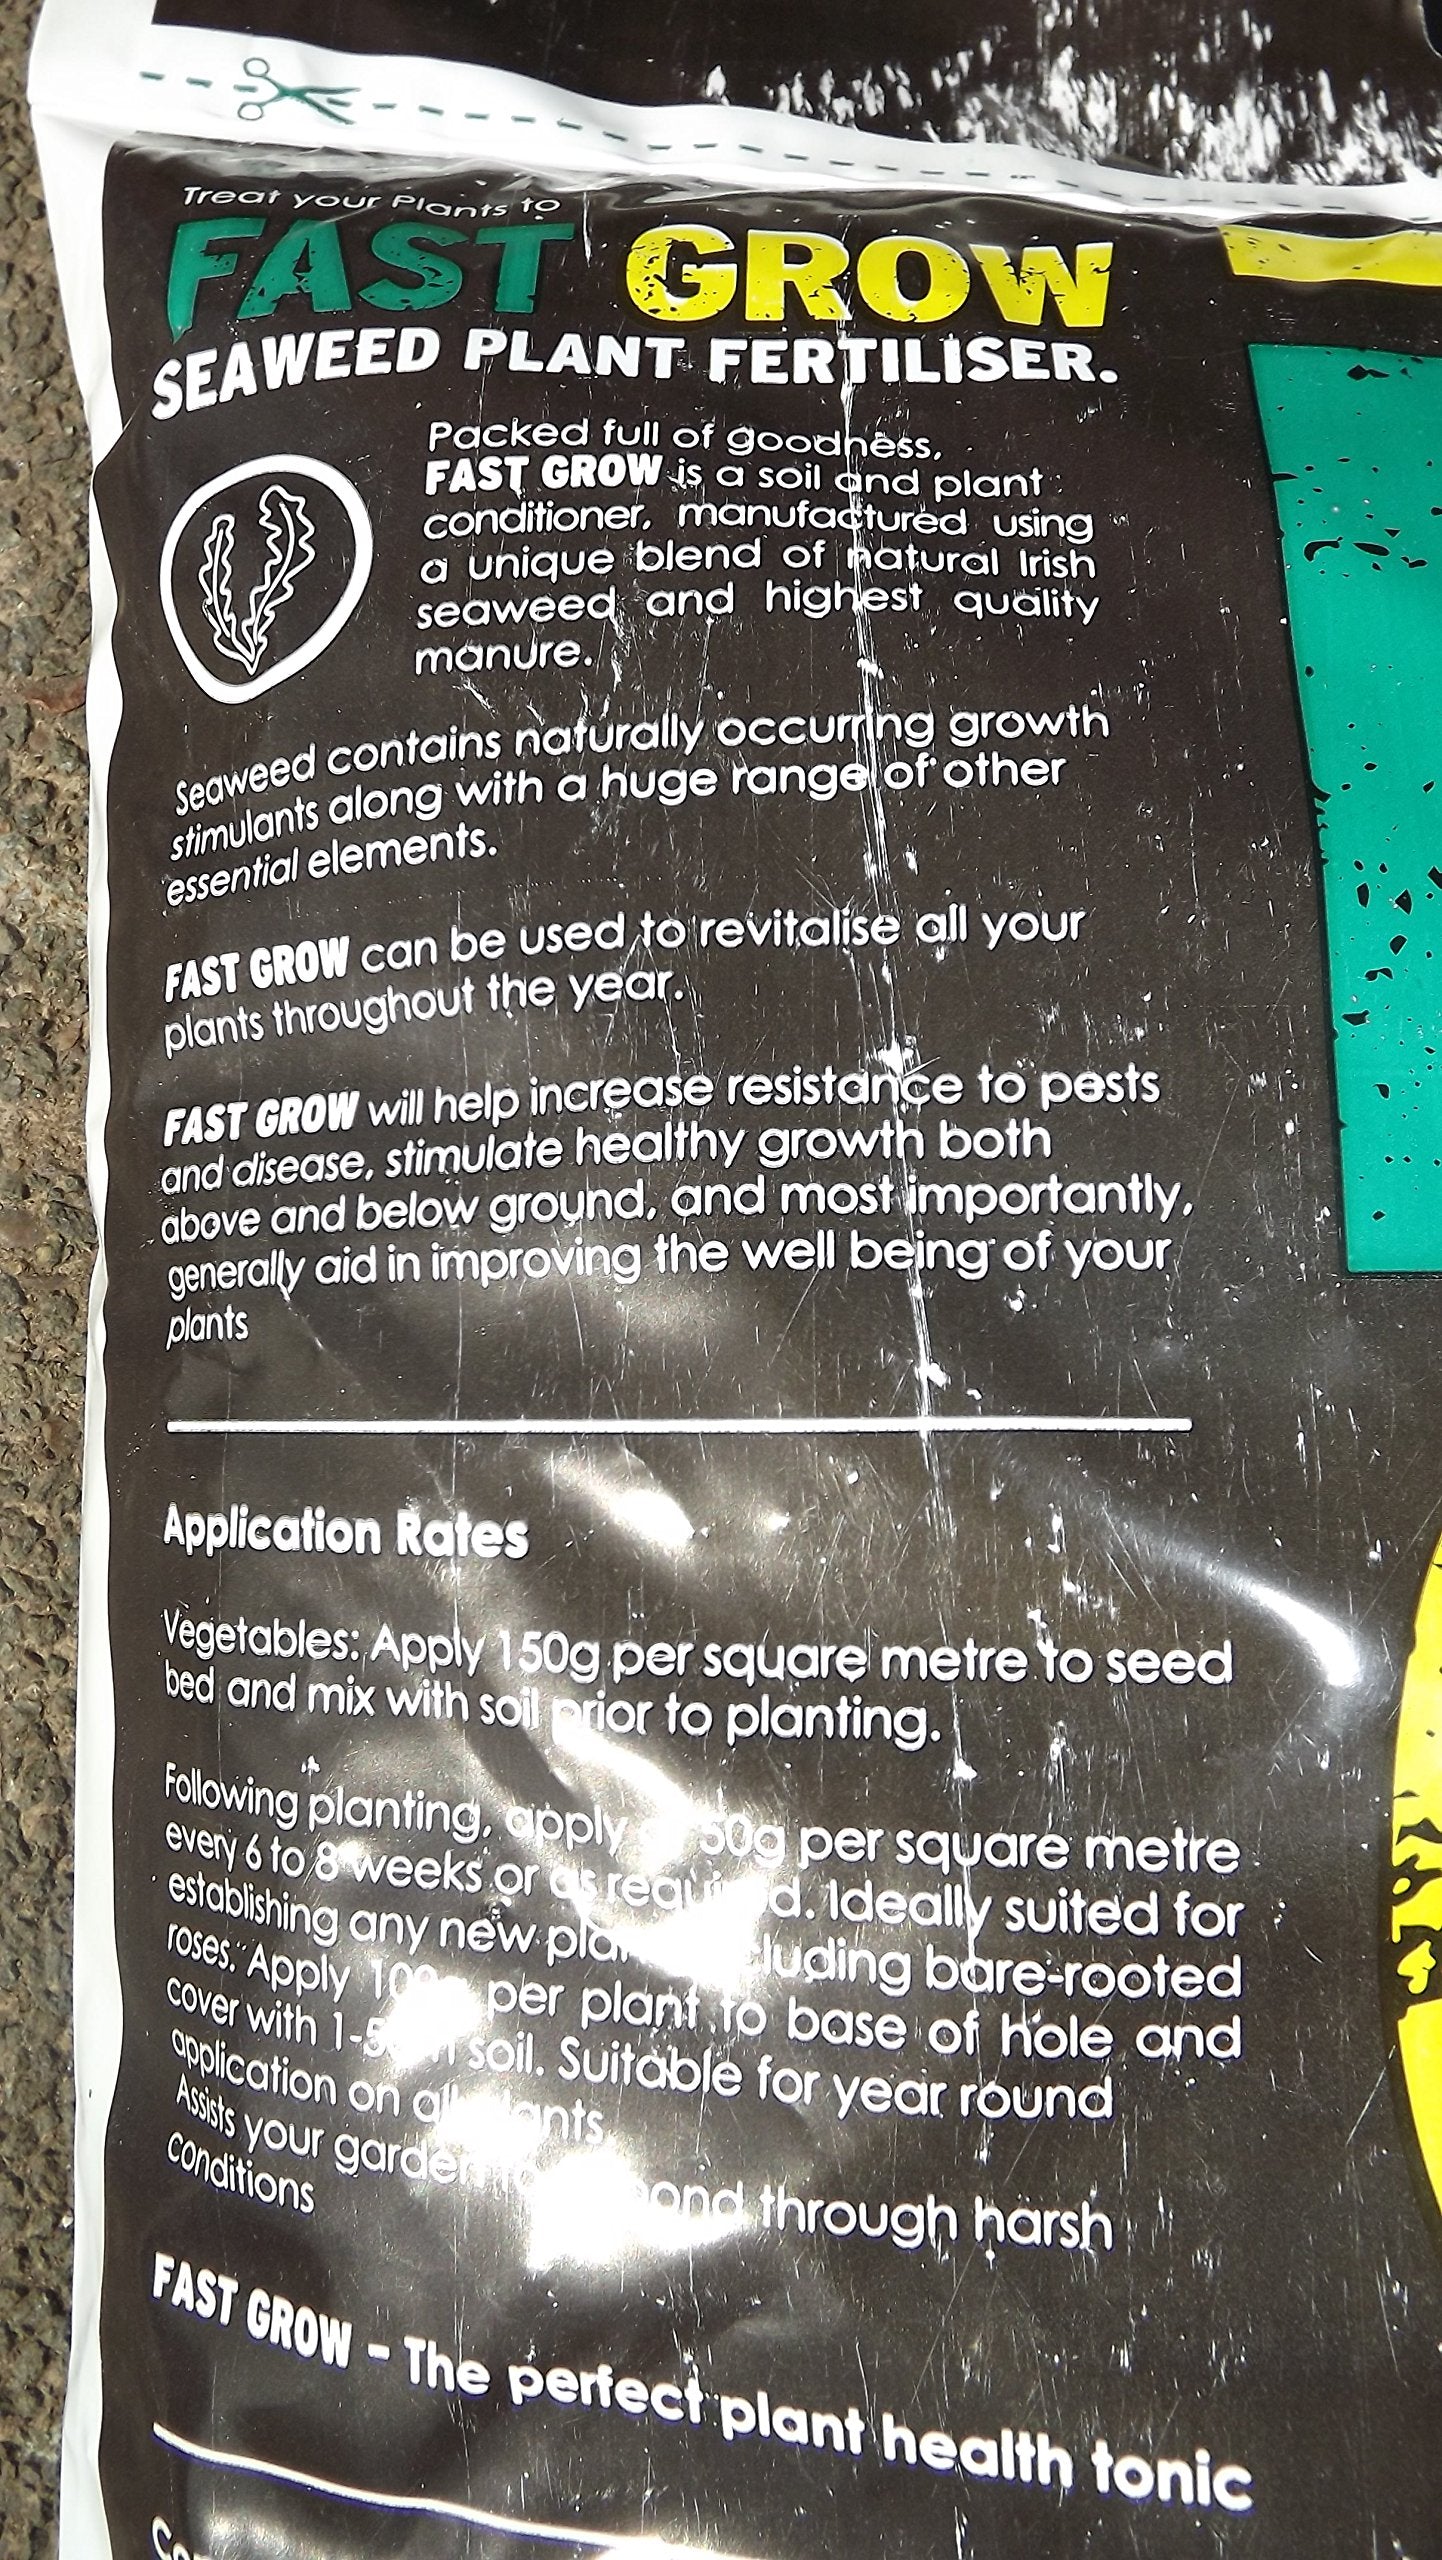 Treat your Plants to
FAST GROW
SEAWEED PLANT FERTILISER.
Packed full of goodness,
FAST GROW is a soil and plant
conditioner, manufactured using
a unique blend of natural Irish
seaweed and highest quality
manure.
Seaweed contains naturally occurring growth
stimulants along with a huge range of other
essential elements.
FAST GROW can be used to revitalise all your
plants throughout the year.
FAST GROW will help increase resistance to pests
and disease, stimulate healthy growth both
above and below ground, and most importantly,
generally aid in improving the well being of your
plants
Application Rates
Vegetables: Apply 150g per square metre to seed
bed and mix with soil prior to planting.
Following planting, apply per square metre
every 6 to 8 weeks or as required. Ideally suited for
establishing any new bare-rooted
roses. Apply per plant to base of hole and
cover with soil. Suitable for year round
application on all plants
Assists your through harsh
conditions
FAST GROW - The perfect plant health tonic